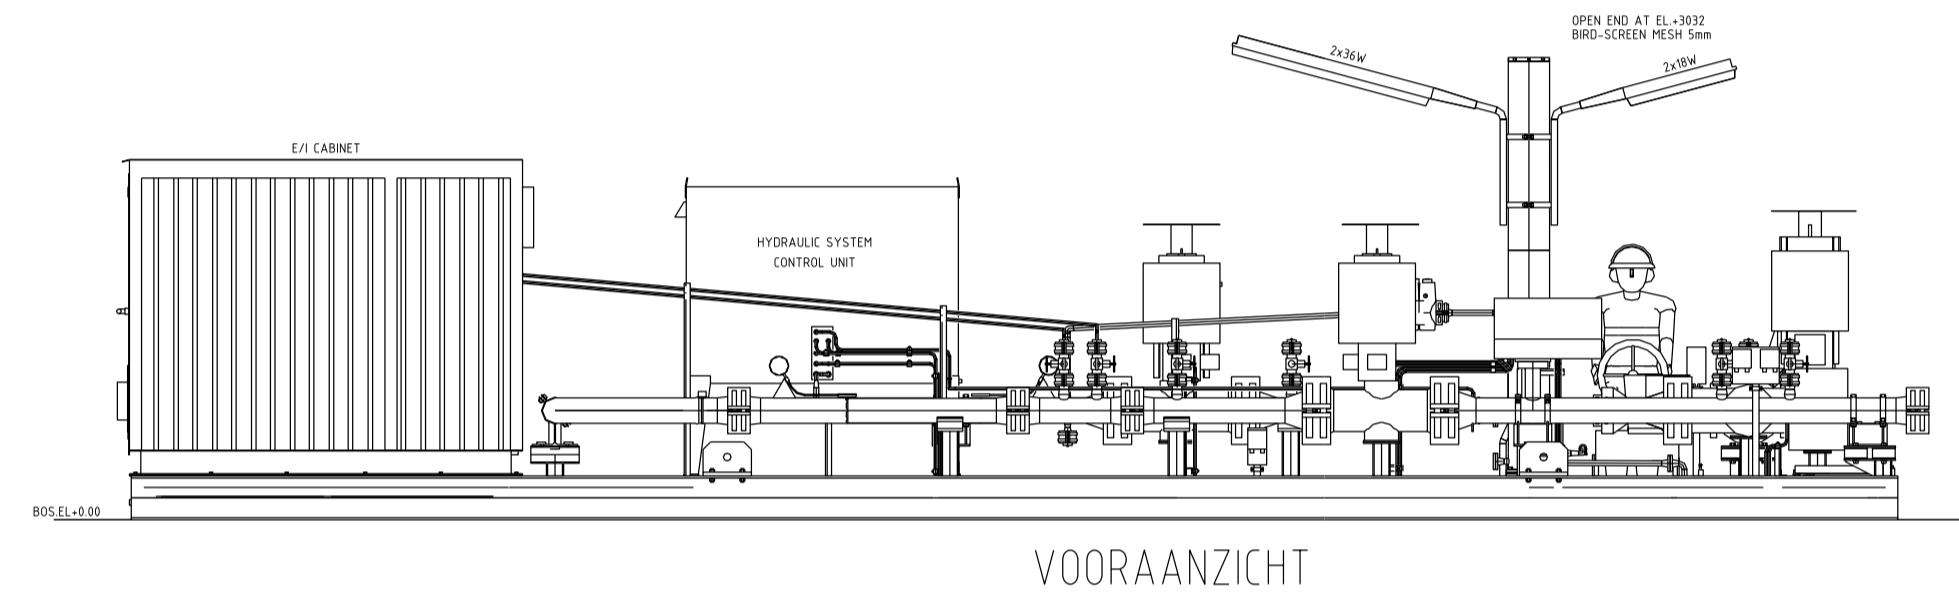 OPEN END AT EL.+3032
BIRD-SCREEN MESH 5mm
2x36W
2x18W
E/I CABINET
HYDRAULIC SYSTEM
CONTROL UNIT
BOS.EL+0.00
VOORAANZICHT